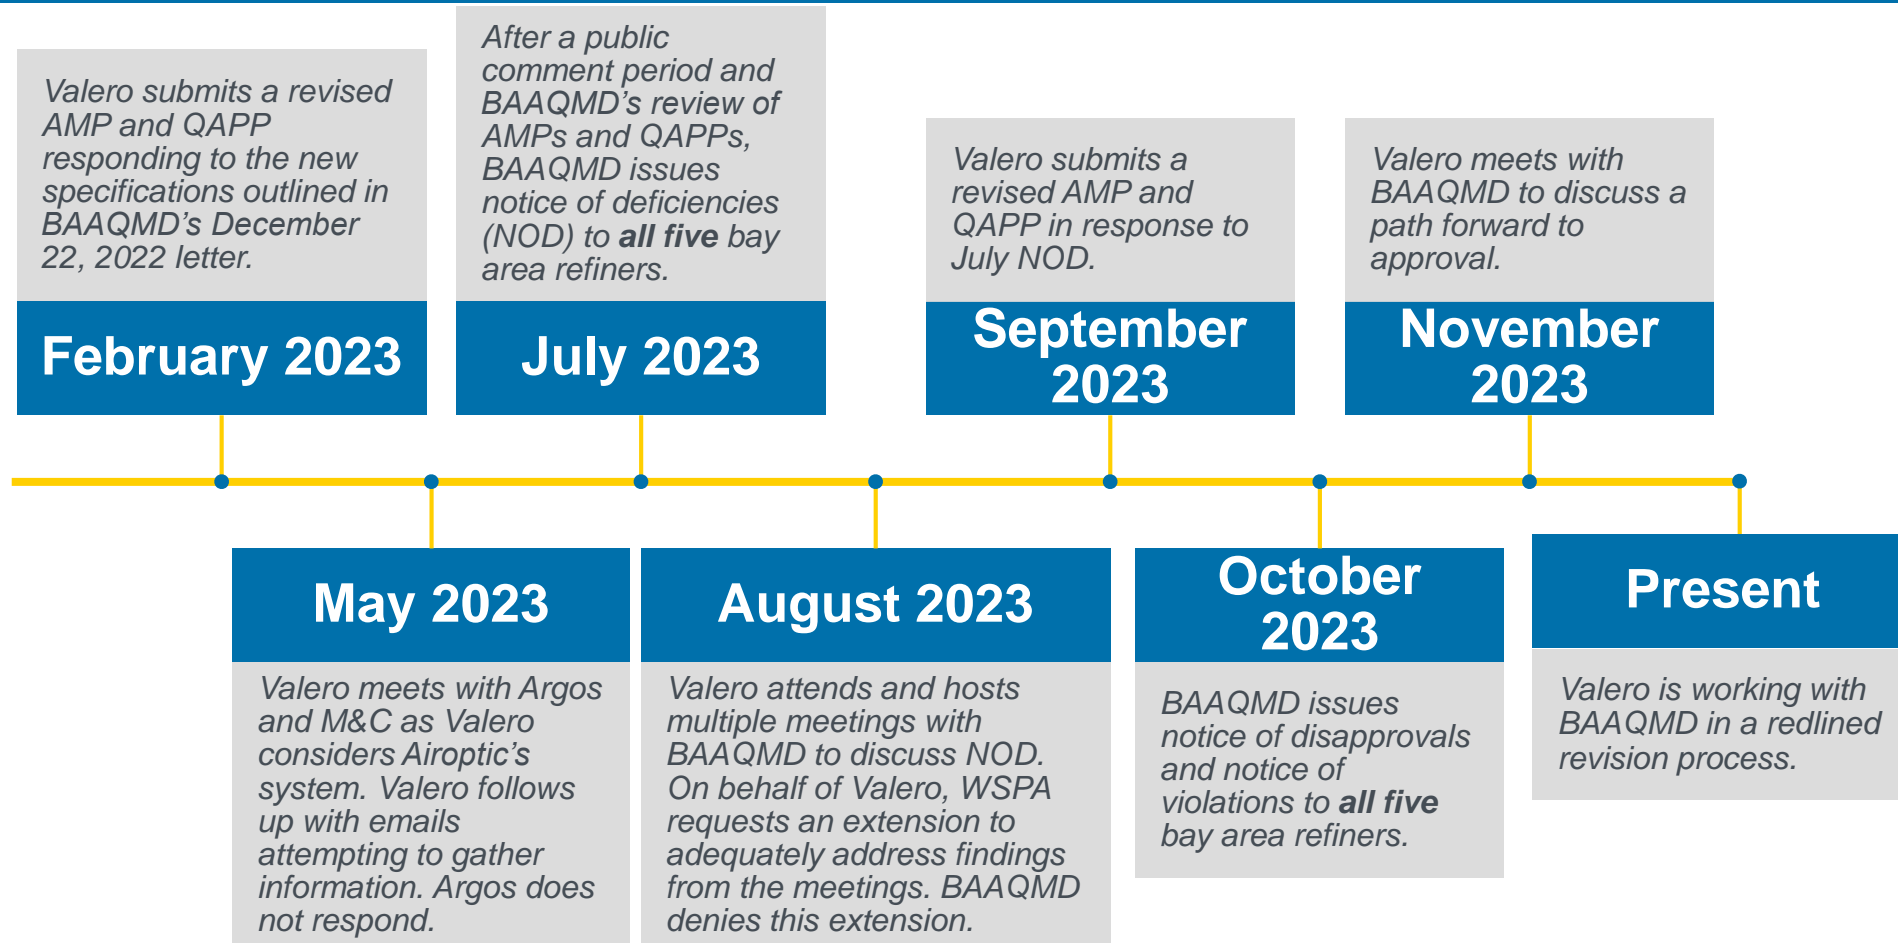 Valero submits a revised
AMP and QAPP
responding to the new
specifications outlined in
BAAQMD’s December
22, 2022 letter.
February 2023
After a public
comment period and
BAAQMD’s review of
AMPs and QAPPs,
BAAQMD issues
notice of deficiencies
(NOD) to all five bay
area refiners.
July 2023
Valero submits a
revised AMP and
QAPP in response to
July NOD.
September
2023
Valero meets with
BAAQMD to discuss a
path forward to
approval.
November
2023
May 2023
Valero meets with Argos
and M&C as Valero
considers Airoptic’s
system. Valero follows
up with emails
attempting to gather
information. Argos does
not respond.
August 2023
Valero attends and hosts
multiple meetings with
BAAQMD to discuss NOD.
On behalf of Valero, WSPA
requests an extension to
adequately address findings
from the meetings. BAAQMD
denies this extension.
October
2023
BAAQMD issues
notice of disapprovals
and notice of
violations to all five
bay area refiners.
Present
Valero is working with
BAAQMD in a redlined
revision process.